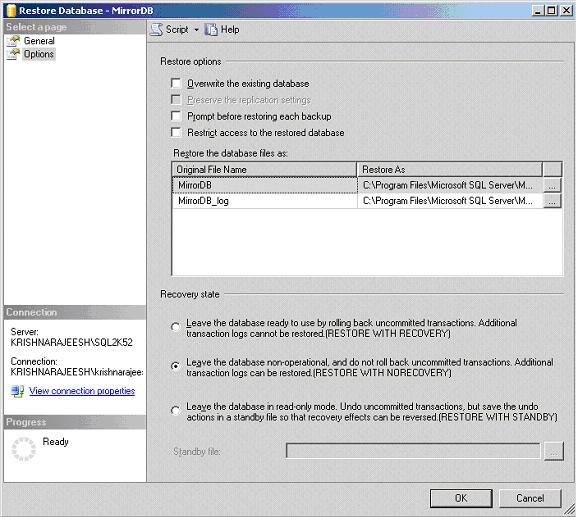 Restore Database - MirrorDB
Select a page
General
Options
Script
Help
Restore options
Overwrite the existing database
Preserve the replication settings
Prompt before restoring each backup
Restrict access to the restored database
Restore the database files as:
Original File Name
Restore As
MirrorDB
C:\Program Files\Microsoft SQL Server\M...
...
MirrorDB_log
C:\Program Files\Microsoft SQL Server\M...
...
Recovery state
Leave the database ready to use by rolling back uncommitted transactions. Additional
transaction logs cannot be restored.(RESTORE WITH RECOVERY)
Leave the database non-operational, and do not roll back uncommitted transactions. Additional
transaction logs can be restored.(RESTORE WITH NORECOVERY)
Leave the database in read-only mode. Undo uncommitted transactions, but save the undo
actions in a standby file so that recovery effects can be reversed.(RESTORE WITH STANDBY)
Standby file:
...
Connection
Server:
KRISHNARAJEESH\SQL2K52
Connection:
KRISHNARAJEESH\krishnarajee
View connection properties
Progress
Ready
OK
Cancel